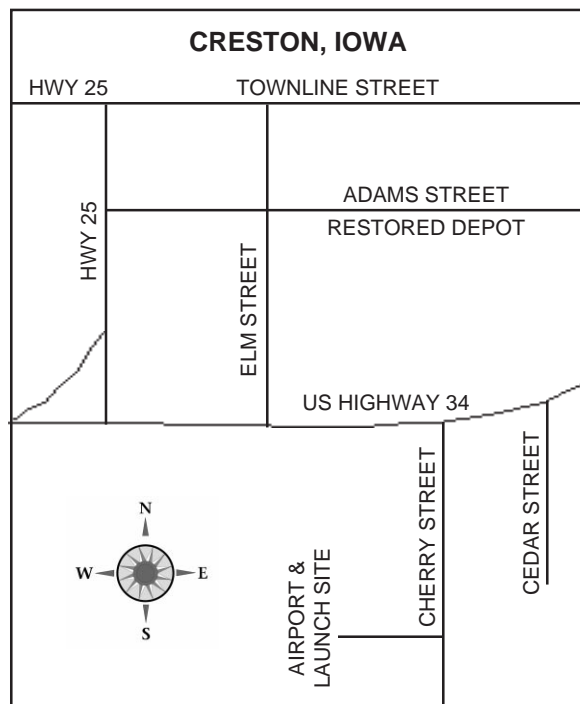 CRESTON, IOWA
HWY 25
TOWNLINE STREET
ADAMS STREET
RESTORED DEPOT
HWY 25
ELM STREET
US HIGHWAY 34
CHERRY STREET
CEDAR STREET
N
W
E
S
AIRPORT &
LAUNCH SITE